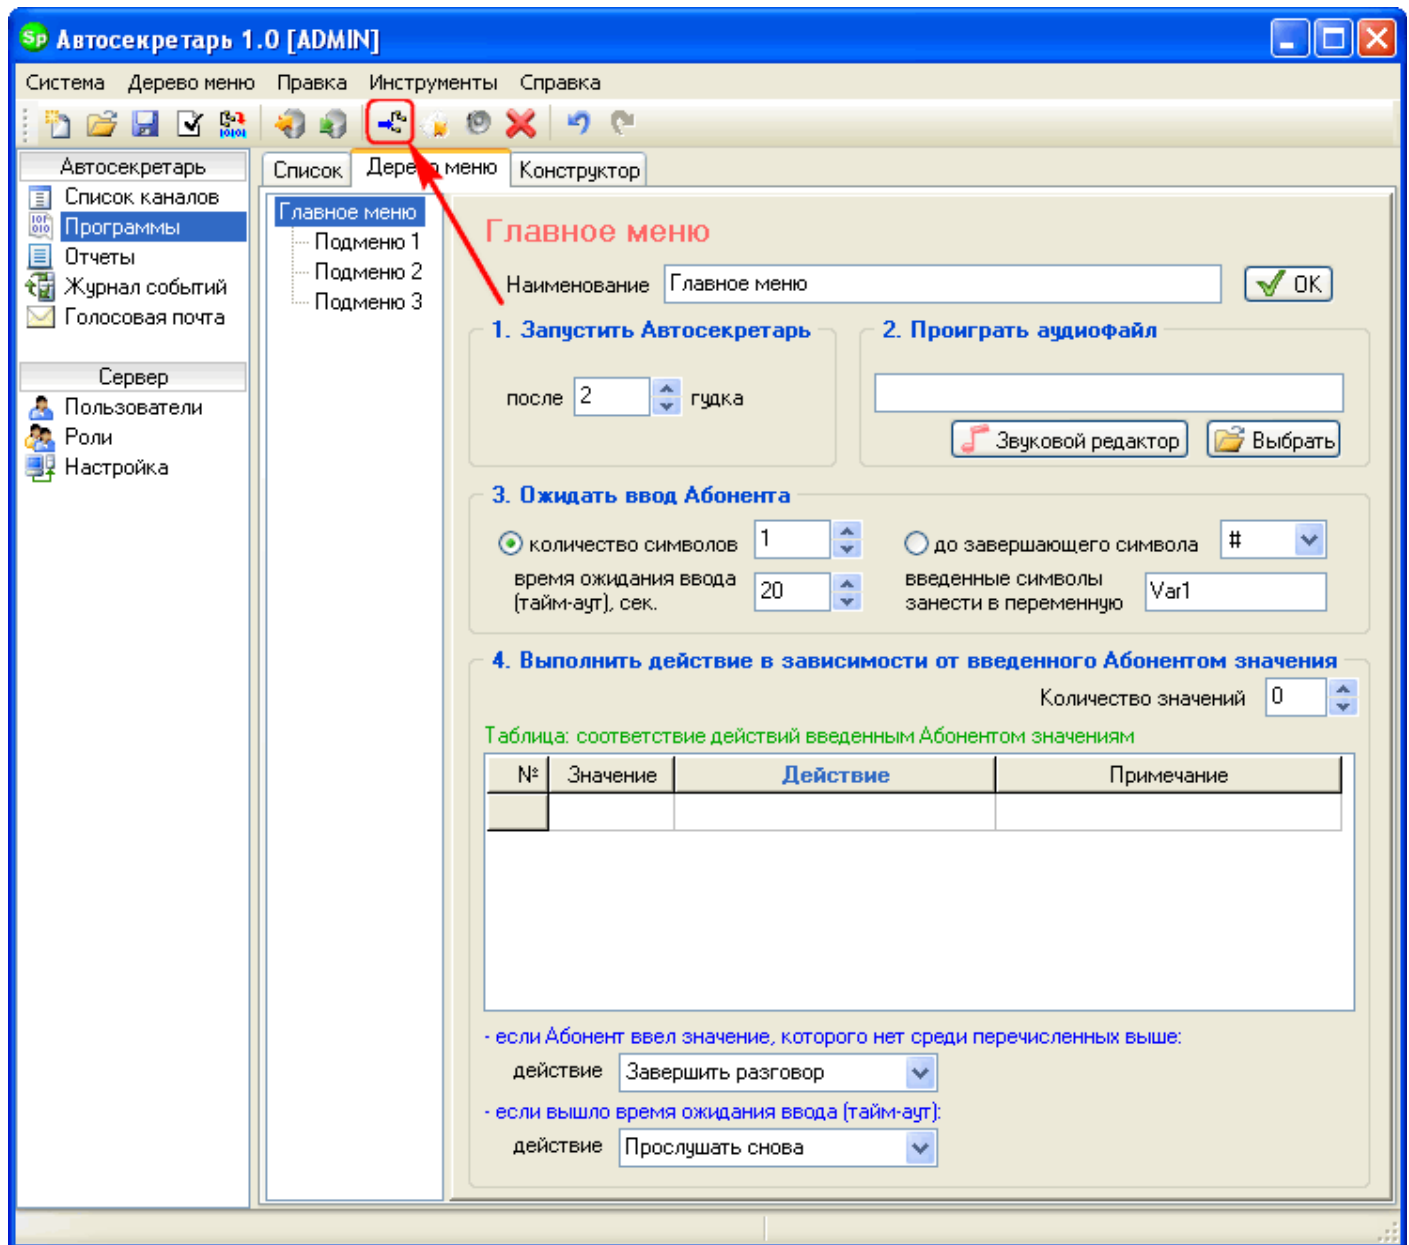 Sp Автосекретарь 1.0 [ADMIN]
Система Дерево меню Правка Инструменты Справка
Автосекретарь
Список каналов
Программы
Отчеты
Журнал событий
Голосовая почта
Сервер
Пользователи
Роли
Настройка
Список Дерево меню Конструктор
Главное меню
Подменю 1
Подменю 2
Подменю 3
Главное меню
Наименование Главное меню OK
1. Запустить Автосекретарь
после 2 гудка
2. Проиграть аудиофайл
Звуковой редактор Выбрать
3. Ожидать ввод Абонента
количество символов 1 до завершающего символа #
время ожидания ввода
(тайм-аут), сек. 20
введенные символы
занести в переменную Var1
4. Выполнить действие в зависимости от введенного Абонентом значения
Количество значений 0
Таблица: соответствие действий введенным Абонентом значениям
№ Значение Действие Примечание
- если Абонент ввел значение, которого нет среди перечисленных выше:
действие Завершить разговор
- если вышло время ожидания ввода (тайм-аут):
действие Прослушать снова